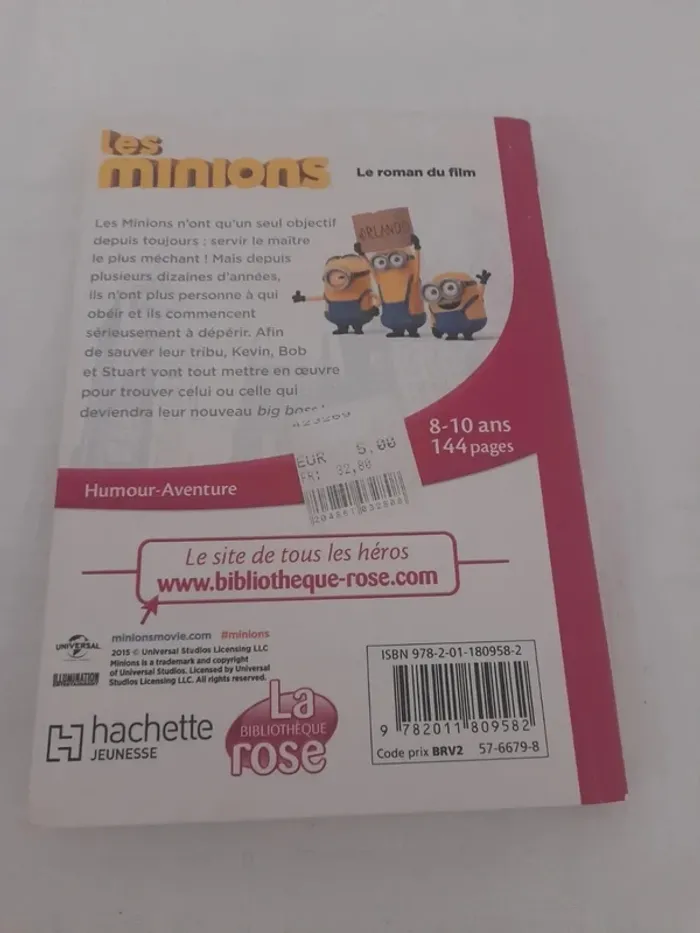 les
minions
Le roman du film
ORLANDO
Les Minions n'ont qu'un seul objectif
depuis toujours : servir le maître
le plus méchant ! Mais depuis
plusieurs dizaines d'années,
ils n'ont plus personne à qui
obéir et ils commencent
sérieusement à dépérir. Afin
de sauver leur tribu, Kevin, Bob
et Stuart vont tout mettre en œuvre
pour trouver celui ou celle qui
deviendra leur nouveau big boss !
8-10 ans
144 pages
EUR 5,00
FR: 32,80
Humour-Aventure
Le site de tous les héros
www.bibliotheque-rose.com
UNIVERSAL
ILLUMINATION
ENTERTAINMENT
minionsmovie.com #minions
2015 © Universal Studios Licensing LLC
Minions is a trademark and copyright
of Universal Studios. Licensed by Universal
Studios Licensing LLC. All rights reserved.
hachette
JEUNESSE
La
BIBLIOTHÈQUE
rose
ISBN 978-2-01-180958-2
9 782011 809582
Code prix BRV2 57-6679-8